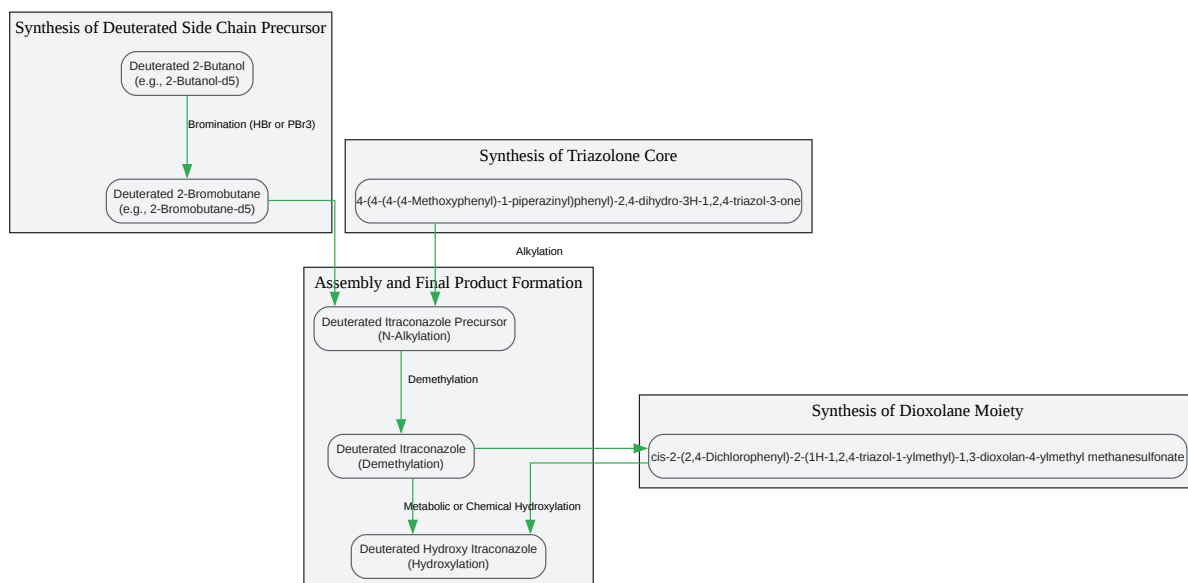 Synthesis of Deuterated Side Chain Precursor
Deuterated 2-Butanol
(e.g., 2-Butanol-d5)
Bromination (HBr or PBr3)
Deuterated 2-Bromobutane
(e.g., 2-Bromobutane-d5)
Synthesis of Triazolone Core
4-(4-(4-(4-Methoxyphenyl)-1-piperazinyl)phenyl)-2,4-dihydro-3H-1,2,4-triazol-3-one
Alkylation
Assembly and Final Product Formation
Deuterated Itraconazole Precursor
(N-Alkylation)
Demethylation
Deuterated Itraconazole
(Demethylation)
Synthesis of Dioxolane Moiety
cis-2-(2,4-Dichlorophenyl)-2-(1H-1,2,4-triazol-1-ylmethyl)-1,3-dioxolan-4-ylmethyl methanesulfonate
Metabolic or Chemical Hydroxylation
Deuterated Hydroxy Itraconazole
(Hydroxylation)